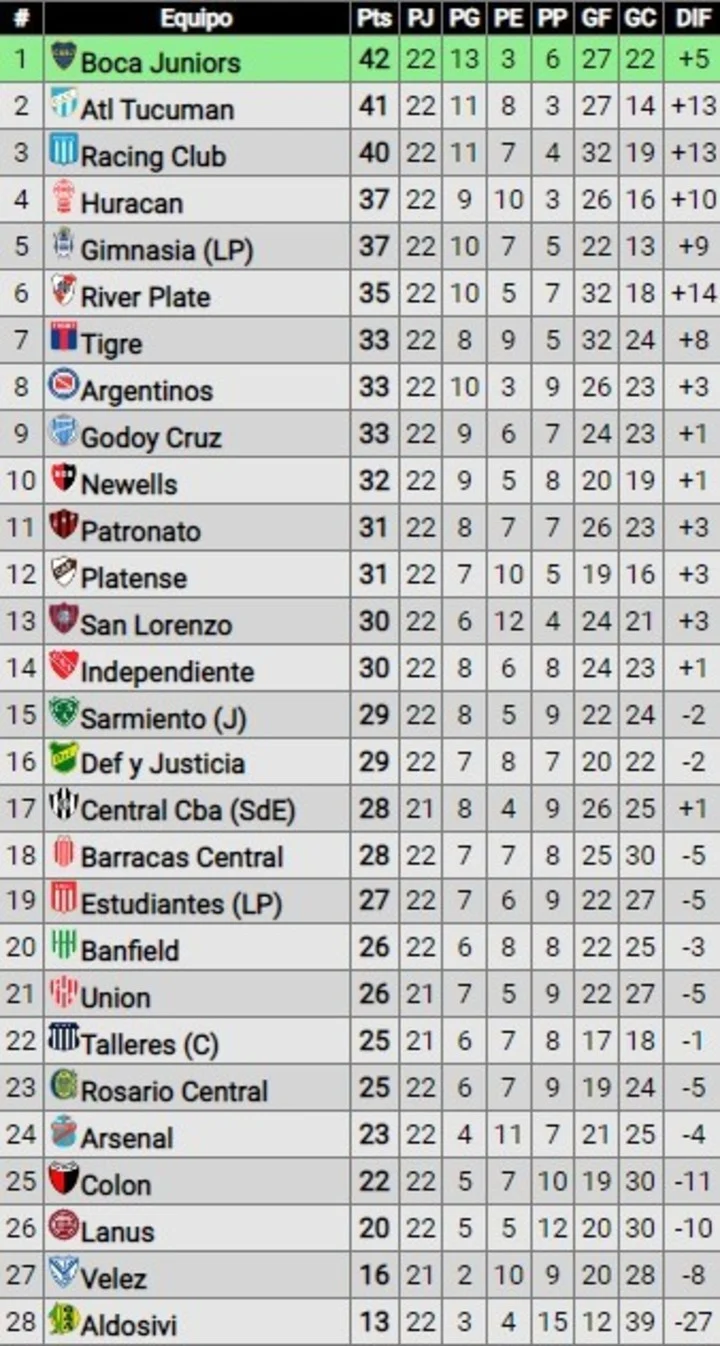 # Equipo Pts PJ PG PE PP GF GC DIF
1 Boca Juniors 42 22 13 3 6 27 22 +5
2 Atl Tucuman 41 22 11 8 3 27 14 +13
3 Racing Club 40 22 11 7 4 32 19 +13
4 Huracan 37 22 9 10 3 26 16 +10
5 Gimnasia (LP) 37 22 10 7 5 22 13 +9
6 River Plate 35 22 10 5 7 32 18 +14
7 Tigre 33 22 8 9 5 32 24 +8
8 Argentinos 33 22 10 3 9 26 23 +3
9 Godoy Cruz 33 22 9 6 7 24 23 +1
10 Newells 32 22 9 5 8 20 19 +1
11 Patronato 31 22 8 7 7 26 23 +3
12 Platense 31 22 7 10 5 19 16 +3
13 San Lorenzo 30 22 6 12 4 24 21 +3
14 Independiente 30 22 8 6 8 24 23 +1
15 Sarmiento (J) 29 22 8 5 9 22 24 -2
16 Def y Justicia 29 22 7 8 7 20 22 -2
17 Central Cba (SdE) 28 21 8 4 9 26 25 +1
18 Barracas Central 28 22 7 7 8 25 30 -5
19 Estudiantes (LP) 27 22 7 6 9 22 27 -5
20 Banfield 26 22 6 8 8 22 25 -3
21 Union 26 21 7 5 9 22 27 -5
22 Talleres (C) 25 21 6 7 8 17 18 -1
23 Rosario Central 25 22 6 7 9 19 24 -5
24 Arsenal 23 22 4 11 7 21 25 -4
25 Colon 22 22 5 7 10 19 30 -11
26 Lanus 20 22 5 5 12 20 30 -10
27 Velez 16 21 2 10 9 20 28 -8
28 Aldosivi 13 22 3 4 15 12 39 -27